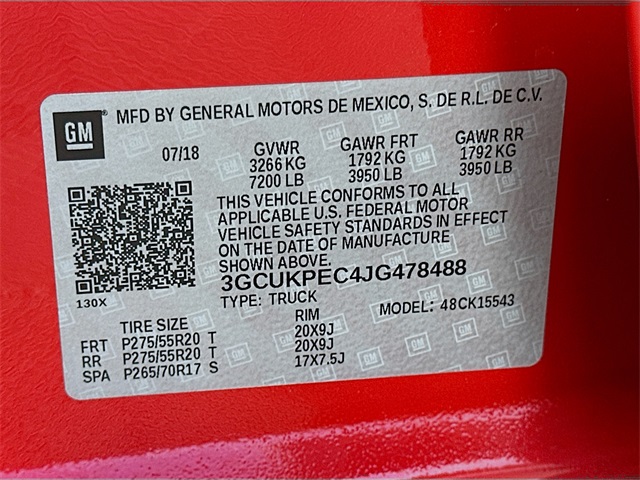 GM
MFD BY GENERAL MOTORS DE MEXICO, S. DE R.L. DE C.V.
07/18 GVWR GAWR FRT GAWR RR
3266 KG 1792 KG 1792 KG
7200 LB 3950 LB 3950 LB
THIS VEHICLE CONFORMS TO ALL
APPLICABLE U.S. FEDERAL MOTOR
VEHICLE SAFETY STANDARDS IN EFFECT
ON THE DATE OF MANUFACTURE
SHOWN ABOVE.
3GCUKPEC4JG478488
130X
TYPE: TRUCK MODEL: 48CK15543
TIRE SIZE RIM
FRT P275/55R20 T 20X9J
RR P275/55R20 T 20X9J
SPA P265/70R17 S 17X7.5J